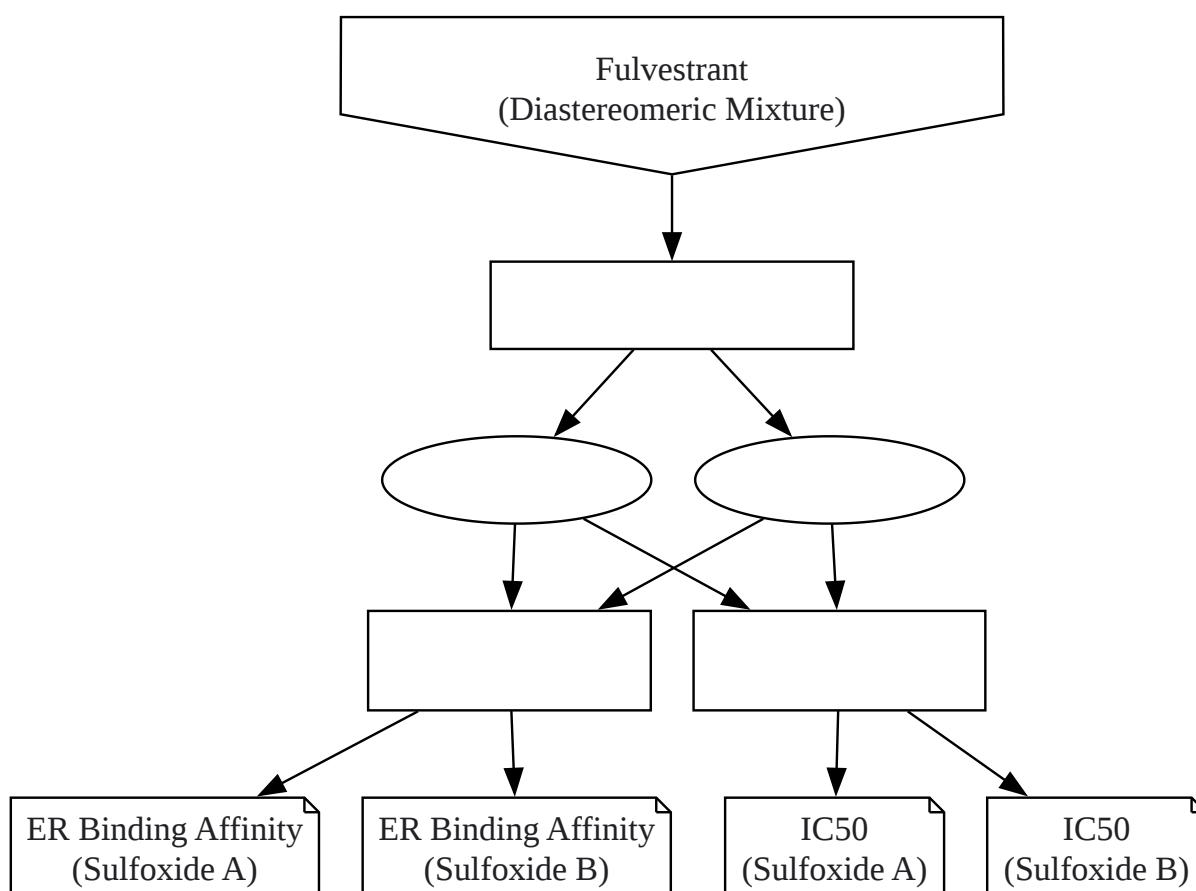 Fulvestrant
(Diastereomeric Mixture)
ER Binding Affinity
(Sulfoxide A)
ER Binding Affinity
(Sulfoxide B)
IC50
(Sulfoxide A)
IC50
(Sulfoxide B)